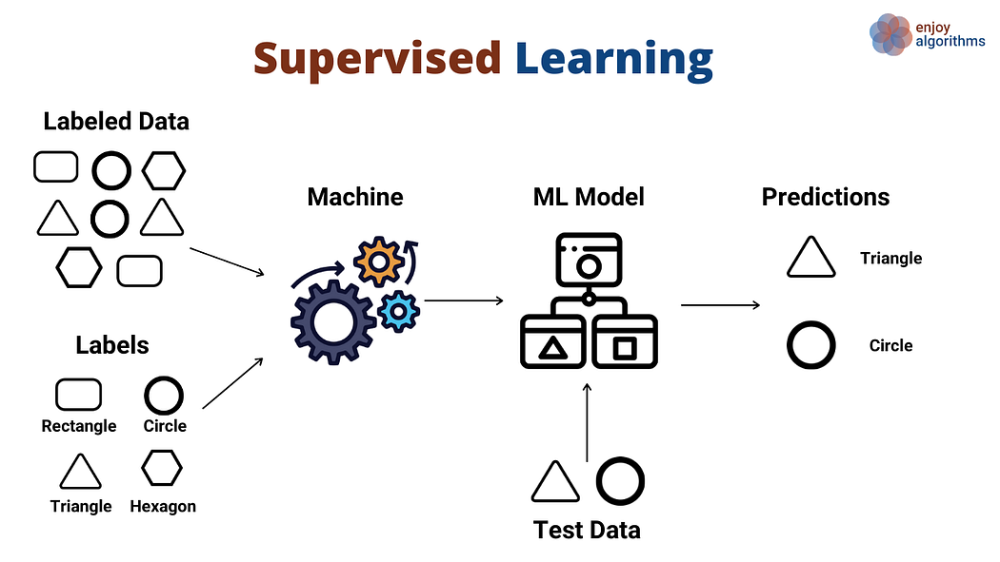 enjoy
algorithms
Supervised Learning
Labeled Data
Machine
ML Model
Predictions
Triangle
Circle
Labels
Rectangle
Circle
Triangle
Hexagon
Test Data